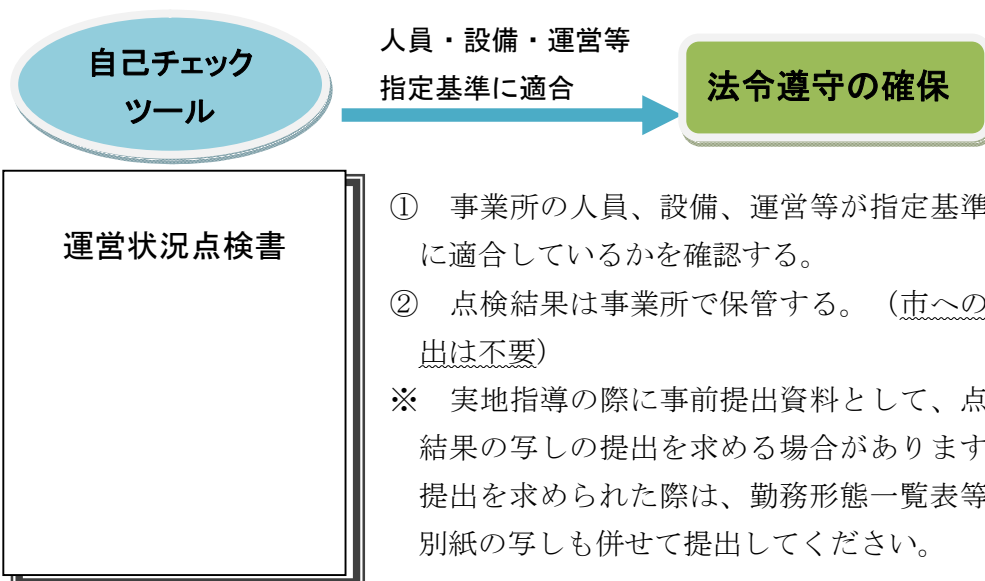 自己チェック
ツール
人員・設備・運営等
指定基準に適合
法令遵守の確保
運営状況点検書
① 事業所の人員、設備、運営等が指定基準
に適合しているかを確認する。
② 点検結果は事業所で保管する。（市への
出は不要）
※ 実地指導の際に事前提出資料として、点
結果の写しの提出を求める場合があります
提出を求められた際は、勤務形態一覧表等
別紙の写しも併せて提出してください。